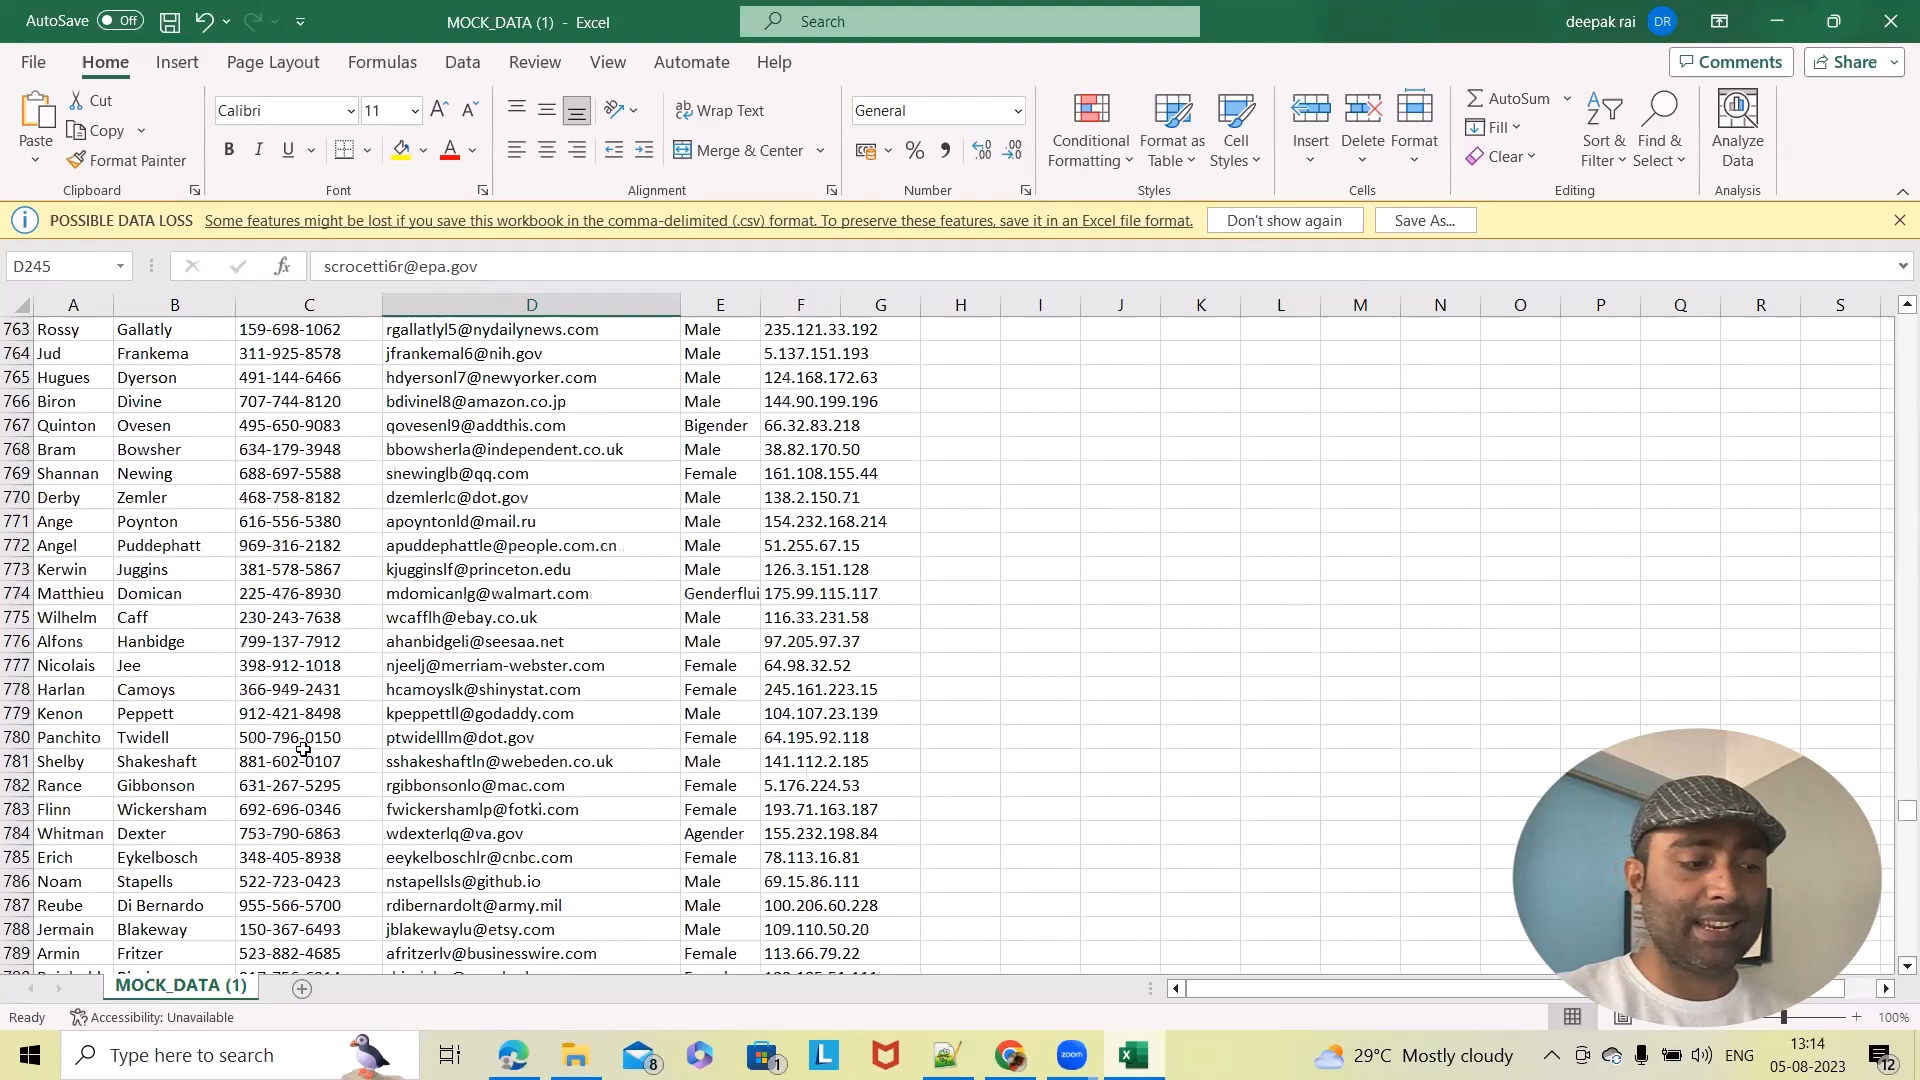 AutoSave Off MOCK_DATA (1) - Excel Search deepak rai DR
File Home Insert Page Layout Formulas Data Review View Automate Help Comments Share
Paste Cut Copy Format Painter Clipboard
Calibri 11 B I U A Font
Wrap Text Merge & Center Alignment
General % Number
Conditional Formatting Format as Table Cell Styles Styles
Insert Delete Format Cells
AutoSum Fill Clear Sort & Filter Find & Select Editing
Analyze Data Analysis
POSSIBLE DATA LOSS Some features might be lost if you save this workbook in the comma-delimited (.csv) format. To preserve these features, save it in an Excel file format. Don't show again Save As...
D245 fx scrocetti6r@epa.gov
A B C D E F G H I J K L M N O P Q R S
763 Rossy Gallatly 159-698-1062 rgallatlyl5@nydailynews.com Male 235.121.33.192
764 Jud Frankema 311-925-8578 jfrankemal6@nih.gov Male 5.137.151.193
765 Hugues Dyerson 491-144-6466 hdyersonl7@newyorker.com Male 124.168.172.63
766 Biron Divine 707-744-8120 bdivinel8@amazon.co.jp Male 144.90.199.196
767 Quinton Ovesen 495-650-9083 qovesenl9@addthis.com Bigender 66.32.83.218
768 Bram Bowsher 634-179-3948 bbowsherla@independent.co.uk Male 38.82.170.50
769 Shannan Newing 688-697-5588 snewinglb@qq.com Female 161.108.155.44
770 Derby Zemler 468-758-8182 dzemlerlc@dot.gov Male 138.2.150.71
771 Ange Poynton 616-556-5380 apoyntonld@mail.ru Male 154.232.168.214
772 Angel Puddephatt 969-316-2182 apuddephattle@people.com.cn Male 51.255.67.15
773 Kerwin Juggins 381-578-5867 kjugginslf@princeton.edu Male 126.3.151.128
774 Matthieu Domican 225-476-8930 mdomicanlg@walmart.com Genderflui 175.99.115.117
775 Wilhelm Caff 230-243-7638 wcafflh@ebay.co.uk Male 116.33.231.58
776 Alfons Hanbidge 799-137-7912 ahanbidgeli@seesaa.net Male 97.205.97.37
777 Nicolais Jee 398-912-1018 njeelj@merriam-webster.com Female 64.98.32.52
778 Harlan Camoys 366-949-2431 hcamoyslk@shinystat.com Female 245.161.223.15
779 Kenon Peppett 912-421-8498 kpeppettll@godaddy.com Male 104.107.23.139
780 Panchito Twidell 500-796-0150 ptwidelllm@dot.gov Female 64.195.92.118
781 Shelby Shakeshaft 881-602-0107 sshakeshaftln@webeden.co.uk Male 141.112.2.185
782 Rance Gibbonson 631-267-5295 rgibbonsonlo@mac.com Female 5.176.224.53
783 Flinn Wickersham 692-696-0346 fwickershamlp@fotki.com Female 193.71.163.187
784 Whitman Dexter 753-790-6863 wdexterlq@va.gov Agender 155.232.198.84
785 Erich Eykelbosch 348-405-8938 eeykelboschlr@cnbc.com Female 78.113.16.81
786 Noam Stapells 522-723-0423 nstapellsls@github.io Male 69.15.86.111
787 Reube Di Bernardo 955-566-5700 rdibernardolt@army.mil Male 100.206.60.228
788 Jermain Blakeway 150-367-6493 jblakewaylu@etsy.com Male 109.110.50.20
789 Armin Fritzer 523-882-4685 afritzerlv@businesswire.com Female 113.66.79.22
MOCK_DATA (1)
Ready Accessibility: Unavailable 100%
Type here to search 8 1 L 29°C Mostly cloudy ENG 13:14 12
zoom
05-08-2023